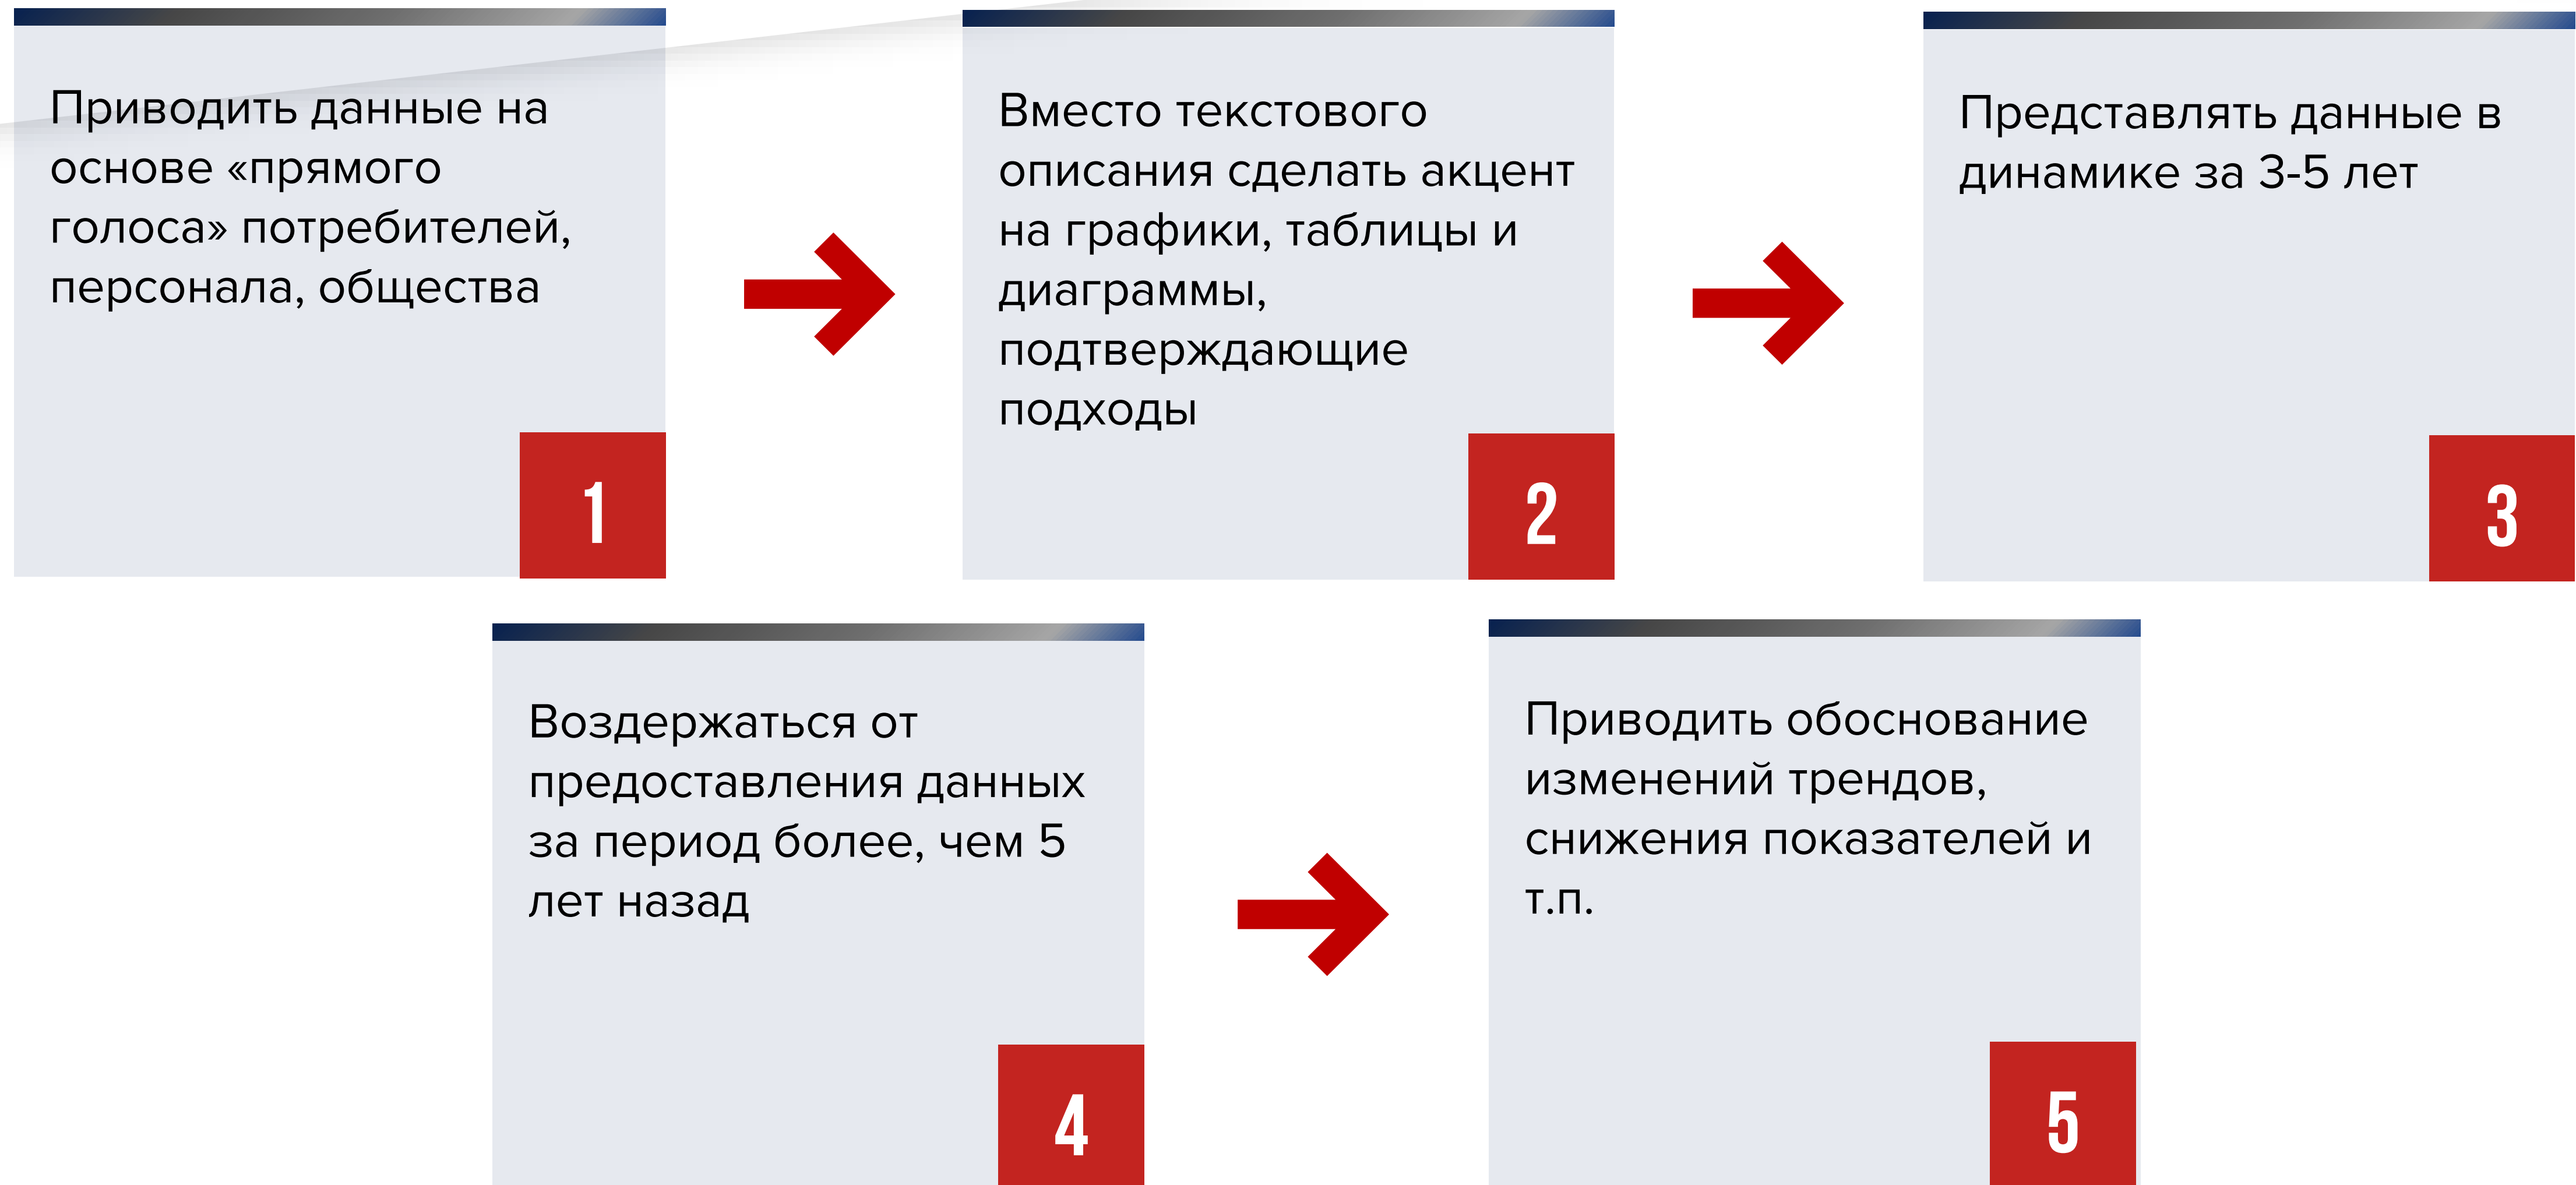 Приводить данные на
основе «прямого
голоса» потребителей,
персонала, общества
1
Вместо текстового
описания сделать акцент
на графики, таблицы и
диаграммы,
подтверждающие
подходы
2
Представлять данные в
динамике за 3-5 лет
3
Воздержаться от
предоставления данных
за период более, чем 5
лет назад
4
Приводить обоснование
изменений трендов,
снижения показателей и
т.п.
5